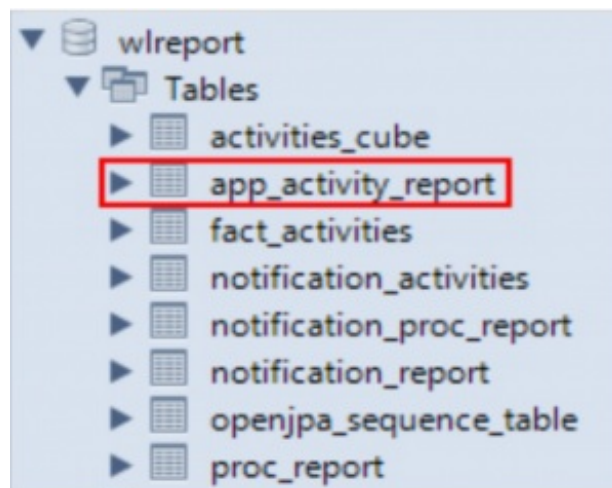 wlreport
Tables
activities_cube
app_activity_report
fact_activities
notification_activities
notification_proc_report
notification_report
openjpa_sequence_table
proc_report